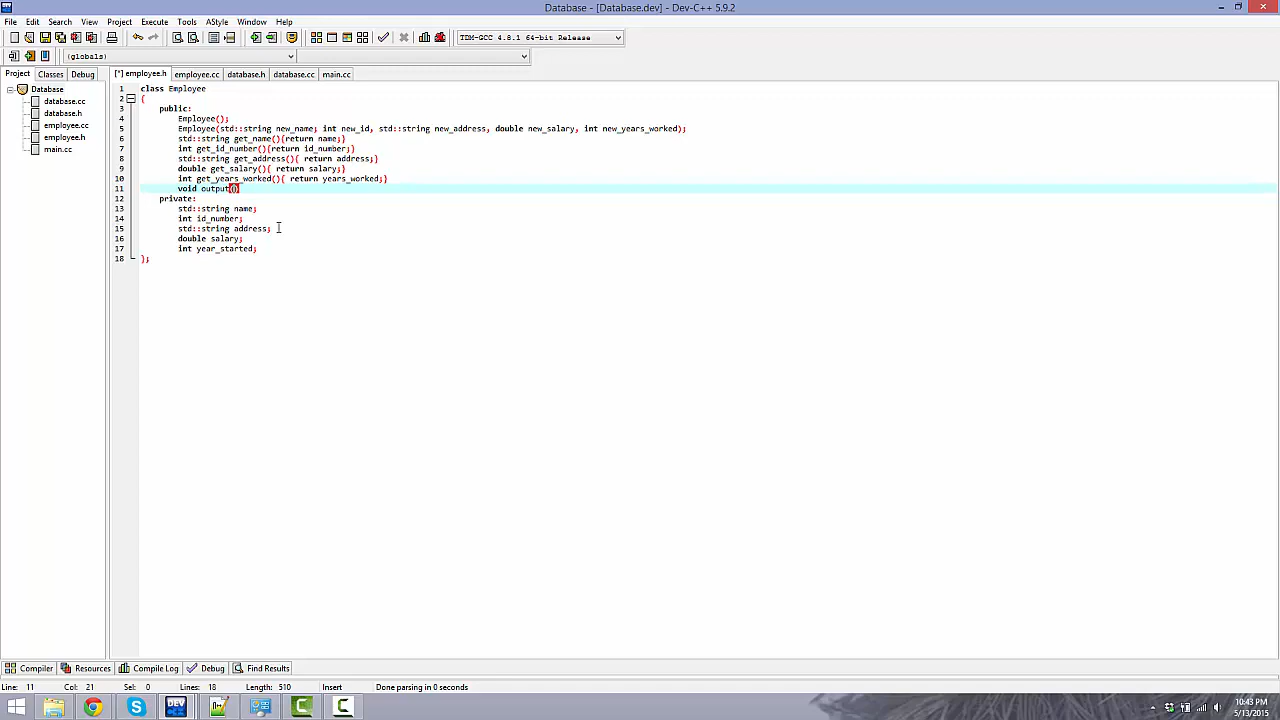 Database - [Database.dev] - Dev-C++ 5.9.2
File Edit Search View Project Execute Tools AStyle Window Help
TDM-GCC 4.8.1 64-bit Release
(globals)
Project Classes Debug
[*] employee.h employee.cc database.h database.cc main.cc
Database
database.cc
database.h
employee.cc
employee.h
main.cc
1 class Employee
2 {
3 public:
4 Employee();
5 Employee(std::string new_name; int new_id, std::string new_address, double new_salary, int new_years_worked);
6 std::string get_name(){return name;}
7 int get_id_number(){return id_number;}
8 std::string get_address(){ return address;}
9 double get_salary(){ return salary;}
10 int get_years_worked(){ return years_worked;}
11 void output()
12 private:
13 std::string name;
14 int id_number;
15 std::string address;
16 double salary;
17 int year_started;
18 };
Compiler Resources Compile Log Debug Find Results
Line: 11 Col: 21 Sel: 0 Lines: 18 Length: 510 Insert Done parsing in 0 seconds
DEV
10:43 PM
5/13/2015